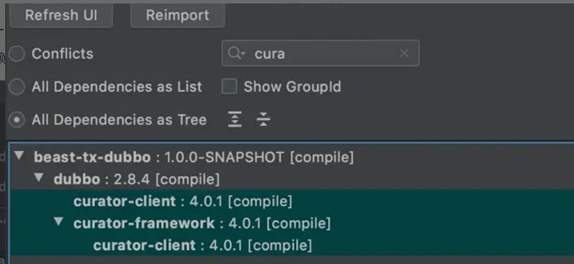 Refresh UI Reimport
Conflicts cura
All Dependencies as List Show GroupId
All Dependencies as Tree
beast-tx-dubbo : 1.0.0-SNAPSHOT [compile]
dubbo : 2.8.4 [compile]
curator-client : 4.0.1 [compile]
curator-framework : 4.0.1 [compile]
curator-client : 4.0.1 [compile]